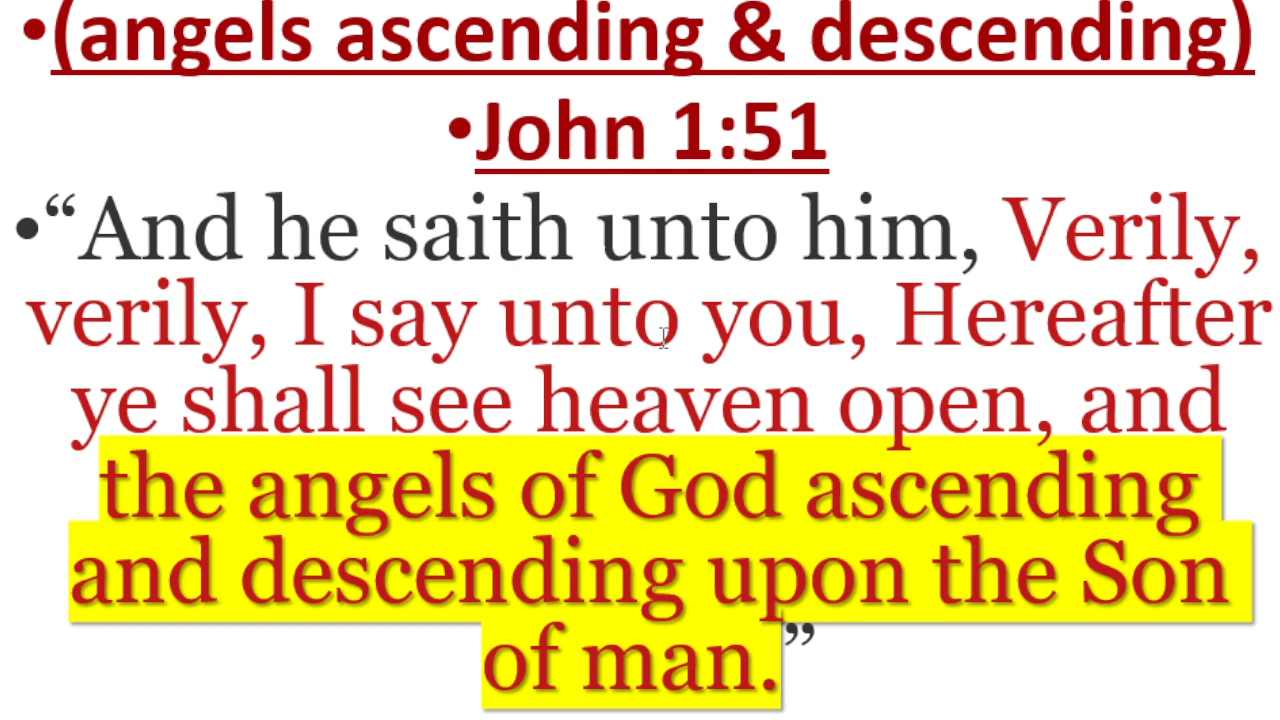 •(angels ascending & descending)
•John 1:51
•“And he saith unto him, Verily,
verily, I say unto you, Hereafter
ye shall see heaven open, and
the angels of God ascending
and descending upon the Son
of man.”